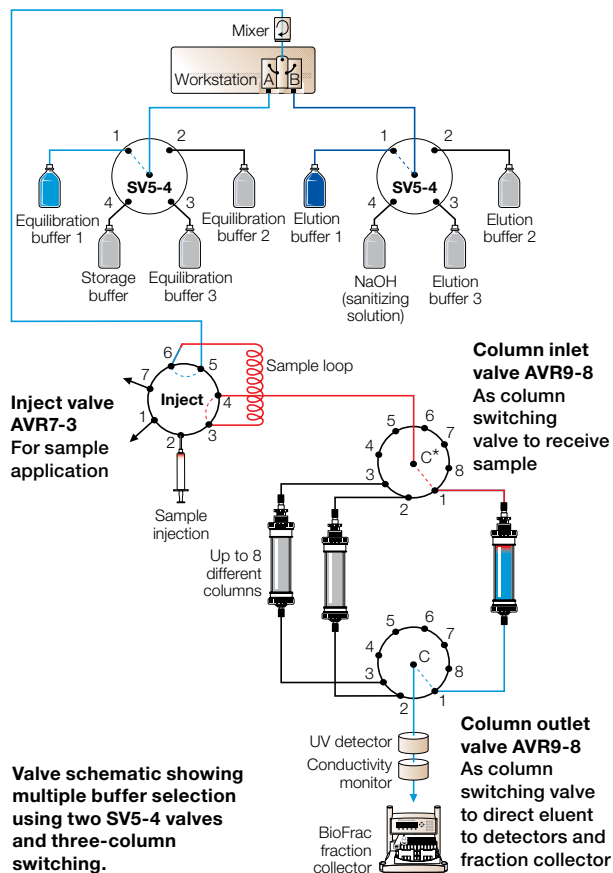 Mixer
Workstation
A B
1
2
SV5-4
4
3
Equilibration
buffer 1
Equilibration
buffer 2
Storage
buffer
Equilibration
buffer 3
1
2
SV5-4
4
3
Elution
buffer 1
Elution
buffer 2
NaOH
(sanitizing
solution)
Elution
buffer 3
Inject valve
AVR7-3
For sample
application
6
5
7
4
Inject
1
3
2
Sample loop
Sample
injection
Column inlet
valve AVR9-8
As column
switching
valve to receive
sample
5
6
7
4
8
3
C*
2
1
Up to 8
different
columns
5
6
7
4
8
3
C
2
1
UV detector
Conductivity
monitor
BioFrac
fraction
collector
Column outlet
valve AVR9-8
As column
switching valve
to direct eluent
to detectors and
fraction collector
Valve schematic showing
multiple buffer selection
using two SV5-4 valves
and three-column
switching.